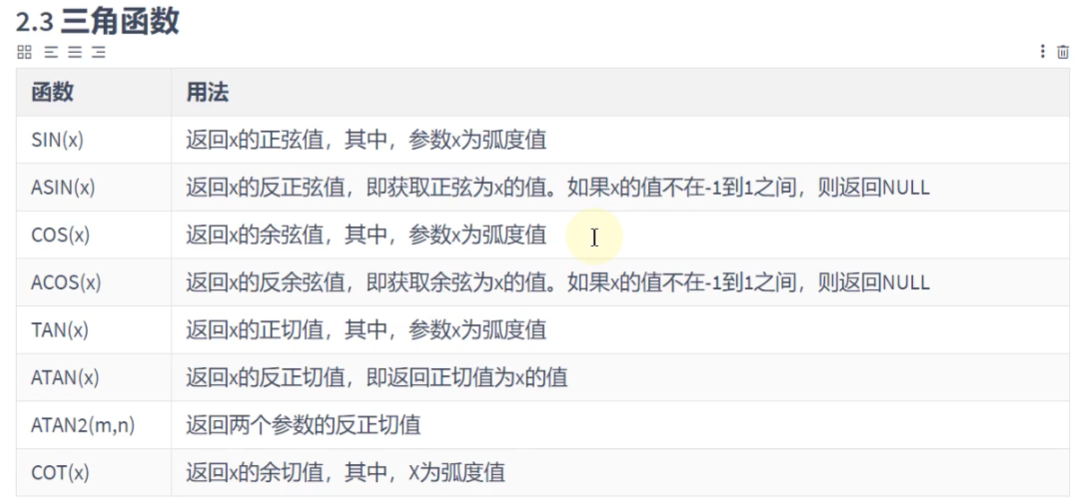 2.3 三角函数
函数 用法
SIN(x) 返回x的正弦值，其中，参数x为弧度值
ASIN(x) 返回x的反正弦值，即获取正弦为x的值。如果x的值不在-1到1之间，则返回NULL
COS(x) 返回x的余弦值，其中，参数x为弧度值
ACOS(x) 返回x的反余弦值，即获取余弦为x的值。如果x的值不在-1到1之间，则返回NULL
TAN(x) 返回x的正切值，其中，参数x为弧度值
ATAN(x) 返回x的反正切值，即返回正切值为x的值
ATAN2(m,n) 返回两个参数的反正切值
COT(x) 返回x的余切值，其中，X为弧度值